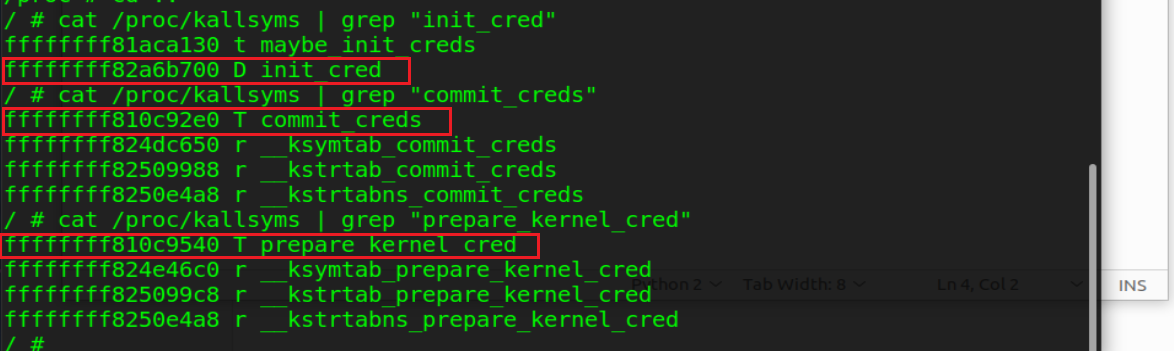 /proc # cd ..
/ # cat /proc/kallsyms | grep "init_cred"
ffffffff81aca130 t maybe_init_creds
ffffffff82a6b700 D init_cred
/ # cat /proc/kallsyms | grep "commit_creds"
ffffffff810c92e0 T commit_creds
ffffffff824dc650 r __ksymtab_commit_creds
ffffffff82509988 r __kstrtab_commit_creds
ffffffff8250e4a8 r __kstrtabns_commit_creds
/ # cat /proc/kallsyms | grep "prepare_kernel_cred"
ffffffff810c9540 T prepare_kernel_cred
ffffffff824e46c0 r __ksymtab_prepare_kernel_cred
Python 2 Tab Width: 8 Ln 4, Col 2 INS
ffffffff825099c8 r __kstrtab_prepare_kernel_cred
ffffffff8250e4a8 r __kstrtabns_prepare_kernel_cred
/ #